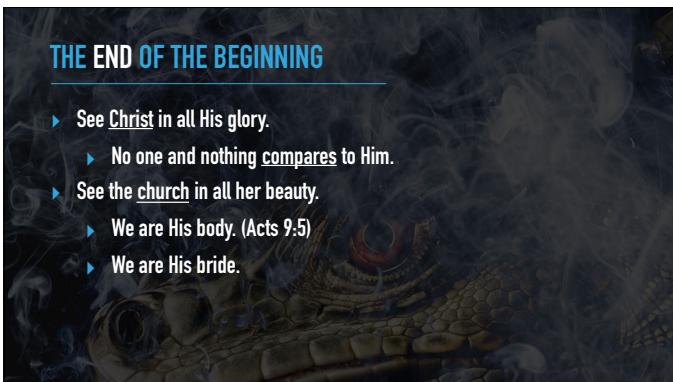 THE END OF THE BEGINNING
See Christ in all His glory.
No one and nothing compares to Him.
See the church in all her beauty.
We are His body. (Acts 9:5)
We are His bride.